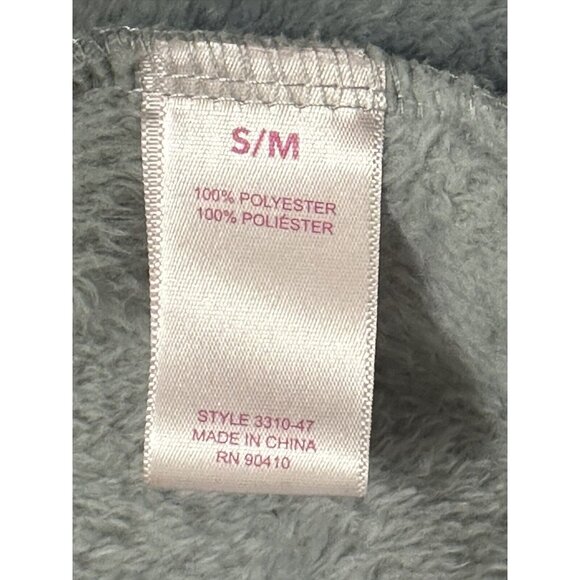 S/M
100% POLYESTER
100% POLIÉSTER
STYLE 3310-47
MADE IN CHINA
RN 90410